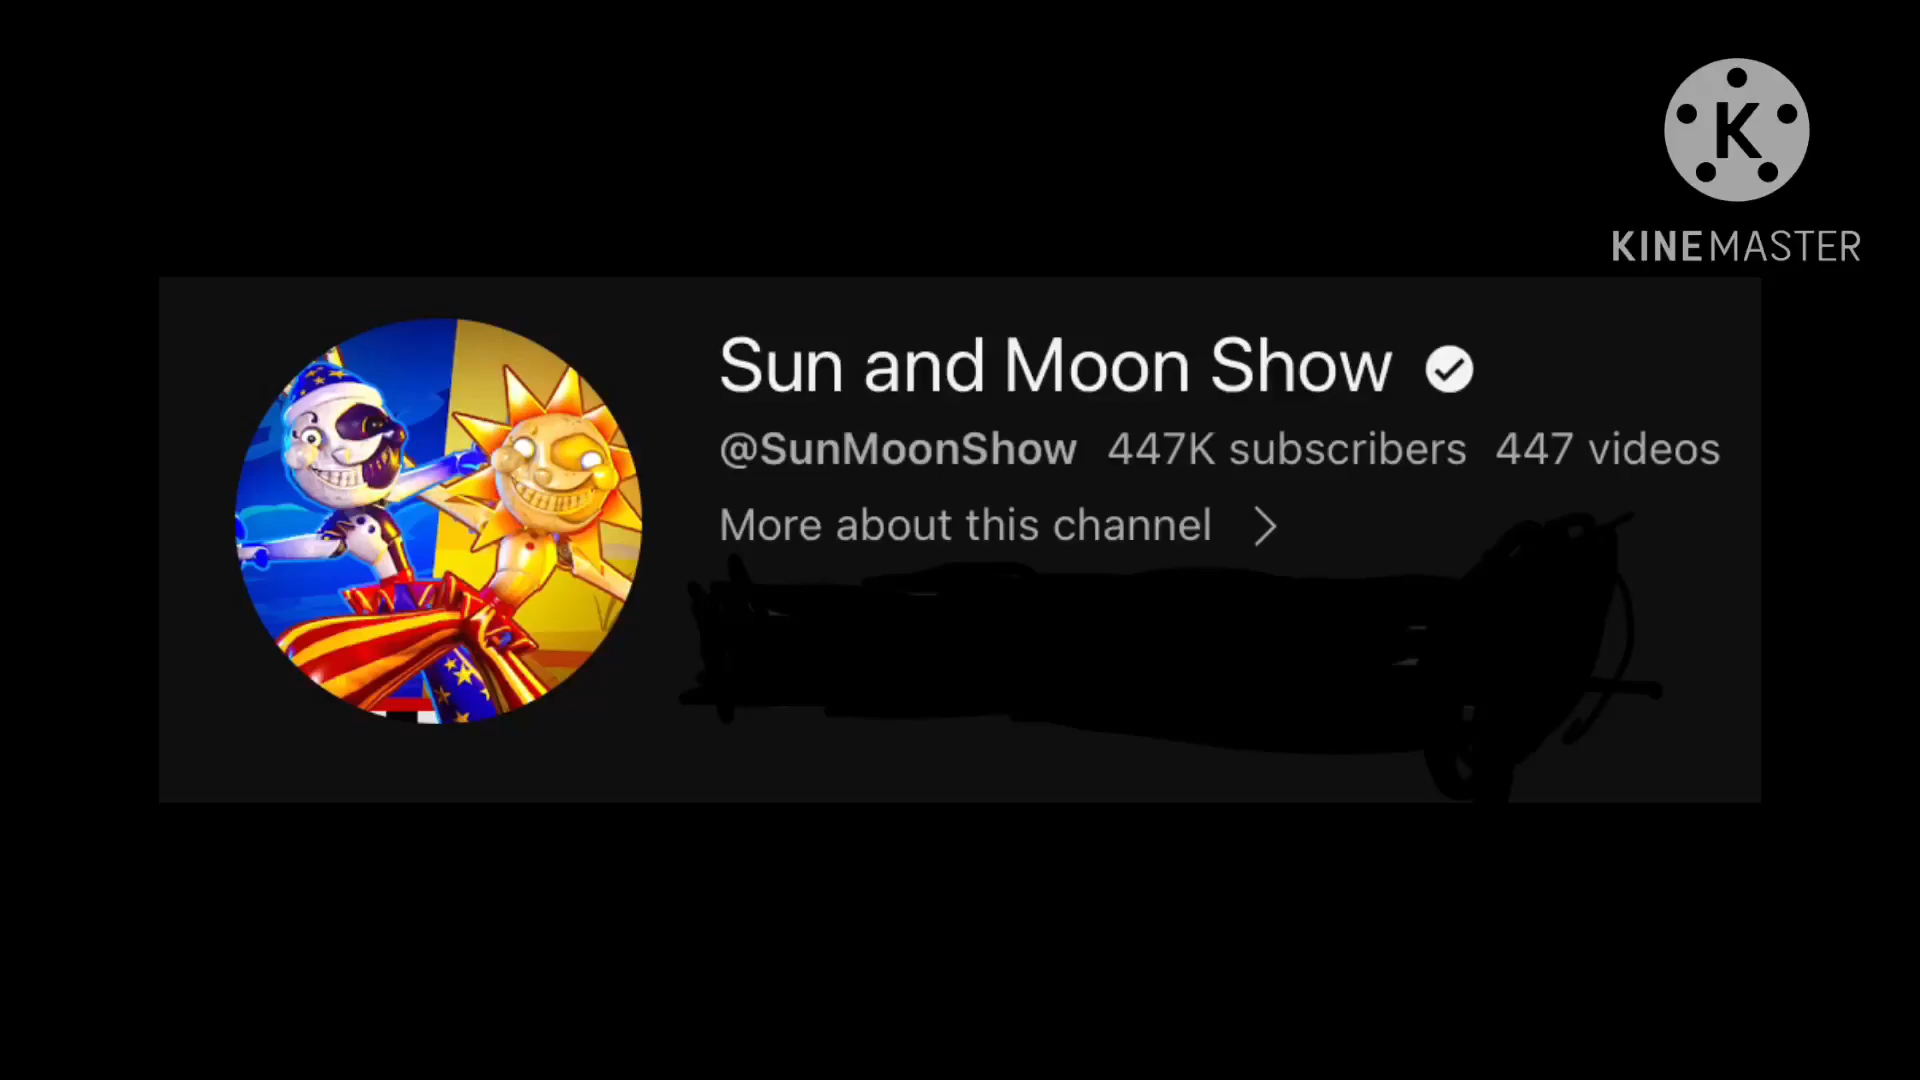 K
KINEMASTER
Sun and Moon Show
@SunMoonShow 447K subscribers 447 videos
More about this channel